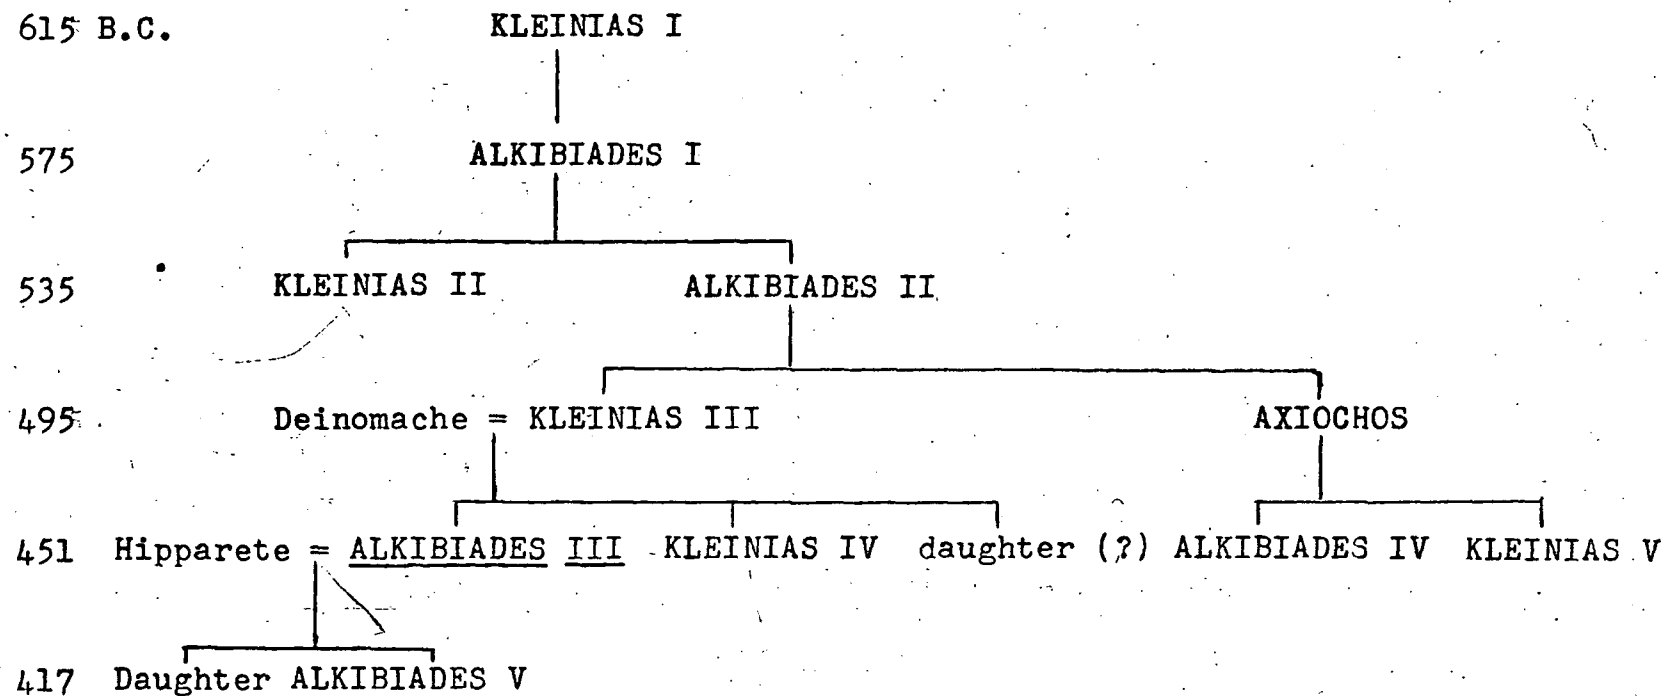 615 B.C. KLEINIAS I
575 ALKIBIADES I
535 KLEINIAS II ALKIBIADES II
495 Deinomache = KLEINIAS III AXIOCHOS
451 Hipparete = ALKIBIADES III KLEINIAS IV daughter (?) ALKIBIADES IV KLEINIAS V
417 Daughter ALKIBIADES V